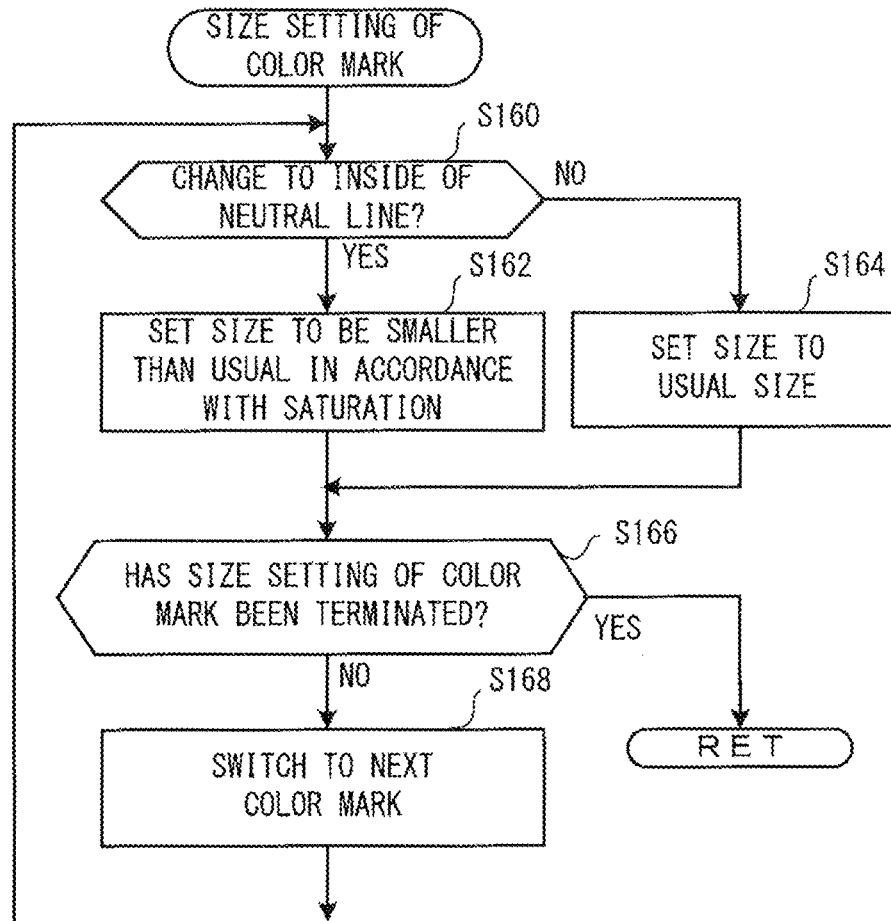 SIZE SETTING OF
COLOR MARK
S160
CHANGE TO INSIDE OF
NEUTRAL LINE?
NO
YES
S162
S164
SET SIZE TO BE SMALLER
THAN USUAL IN ACCORDANCE
WITH SATURATION
SET SIZE TO
USUAL SIZE
S166
HAS SIZE SETTING OF COLOR
MARK BEEN TERMINATED?
YES
NO
S168
SWITCH TO NEXT
COLOR MARK
RET